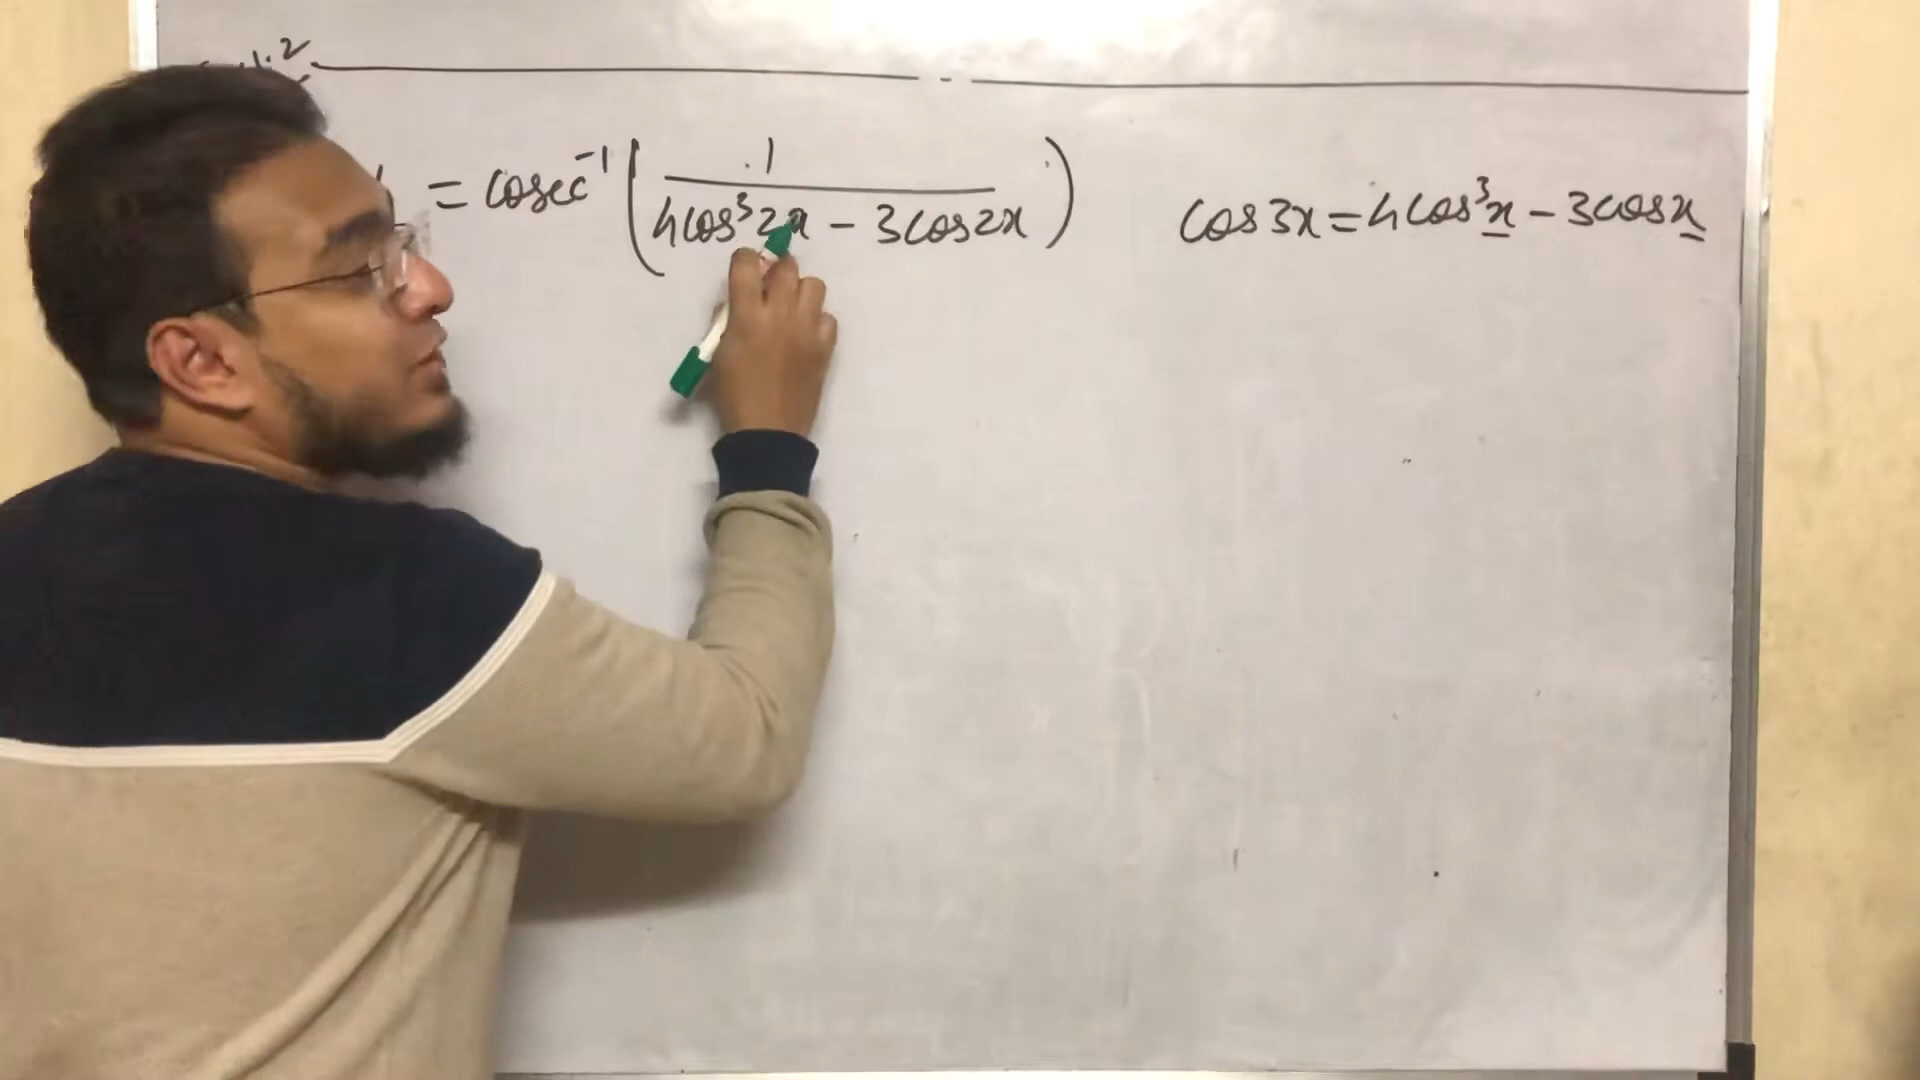 = cosec⁻¹ (1 / (4cos³2x - 3cos2x))
cos3x = 4cos³x - 3cosx